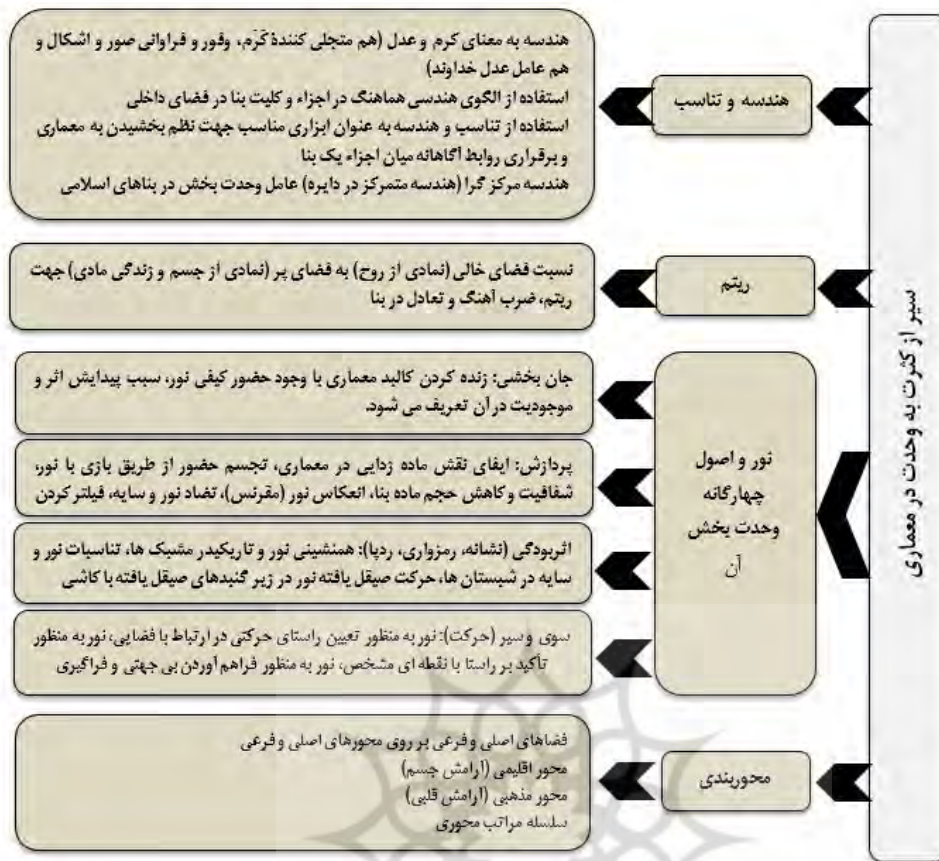 سیر از کثرت به وحدت در معماری
هندسه و تناسب
هندسه به معنای کرم و عدل (هم متجلی کنندهٔ کَرَم، وفور و فراوانی صور و اشکال و
هم عامل عدل خداوند)
استفاده از الگوی هندسی هماهنگ در اجزاء و کلیت بنا در فضای داخلی
استفاده از تناسب و هندسه به عنوان ابزاری مناسب جهت نظم بخشیدن به معماری
و برقراری روابط آگاهانه میان اجزاء یک بنا
هندسه مرکز گرا (هندسه متمرکز در دایره) عامل وحدت بخش در بناهای اسلامی
ریتم
نسبت فضای خالی (نمادی از روح) به فضای پر (نمادی از جسم و زندگی مادی) جهت
ریتم، ضرب آهنگ و تعادل در بنا
نور و اصول
چهارگانه
وحدت بخش
آن
جان بخشی: زنده کردن کالبد معماری با وجود حضور کیفی نور، سبب پیدایش اثر و
موجودیت در آن تعریف می شود.
پردازش: ایفای نقش ماده زدایی در معماری، تجسم حضور از طریق بازی با نور،
شفافیت و کاهش حجم ماده بنا، انعکاس نور (مقرنس)، تضاد نور و سایه، فیلتر کردن
اثربودگی (نشانه، رمزواری، ردپا): همنشینی نور و تاریکیدر مشبک ها، تناسبات نور و
سایه در شبستان ها، حرکت صیقل یافته نور در زیر گنبدهای صیقل یافته با کاشی
سوی و سیر (حرکت): نور به منظور تعیین راستای حرکتی در ارتباط با فضایی، نور به منظور
تأکید بر راستا با نقطه ای مشخص، نور به منظور فراهم آوردن بی جهتی و فراگیری
محوربندی
فضاهای اصلی و فرعی بر روی محورهای اصلی و فرعی
محور اقلیمی (آرامش جسم)
محور مذهبی (آرامش قلبی)
سلسله مراتب محوری